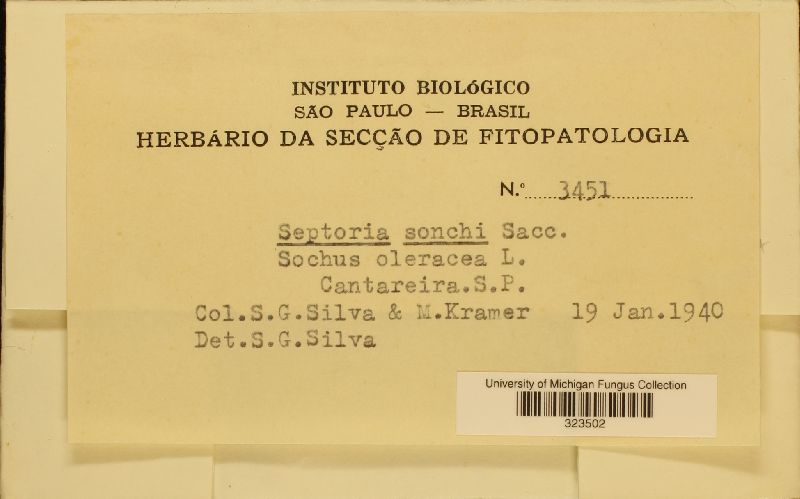 INSTITUTO BIOLÓGICO
SÃO PAULO — BRASIL
HERBÁRIO DA SECÇÃO DE FITOPATOLOGIA
N.º 3451
Septoria sonchi Sacc.
Sochus oleracea L.
Cantareira.S.P.
Col.S.G.Silva & M.Kramer 19 Jan.1940
Det.S.G.Silva
University of Michigan Fungus Collection
323502